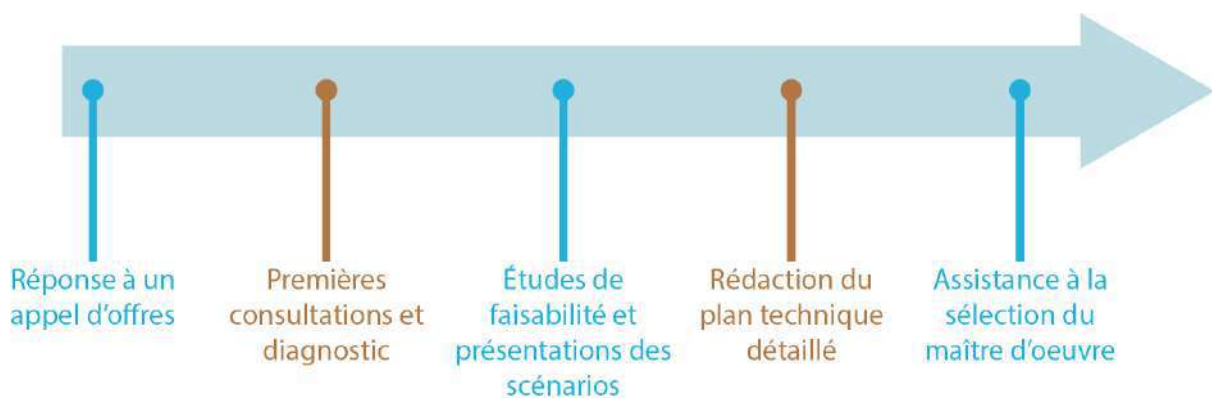 Réponse à un
appel d'offres
Premières
consultations et
diagnostic
Études de
faisabilité et
présentations des
scénarios
Rédaction du
plan technique
détaillé
Assistance à la
sélection du
maître d'oeuvre